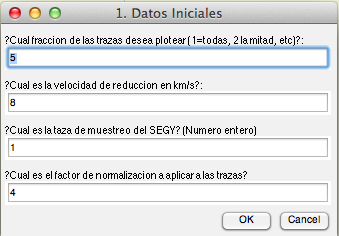 1. Datos Iniciales
?Cual fraccion de las trazas desea plotear( 1=todas, 2 la mitad, etc)?:
5
?Cual es la velocidad de reduccion en km/s?:
8
?Cual es la taza de muestreo del SEGY? (Numero entero)
1
?Cual es el factor de normalizacion a aplicar a las trazas?
4
OK
Cancel